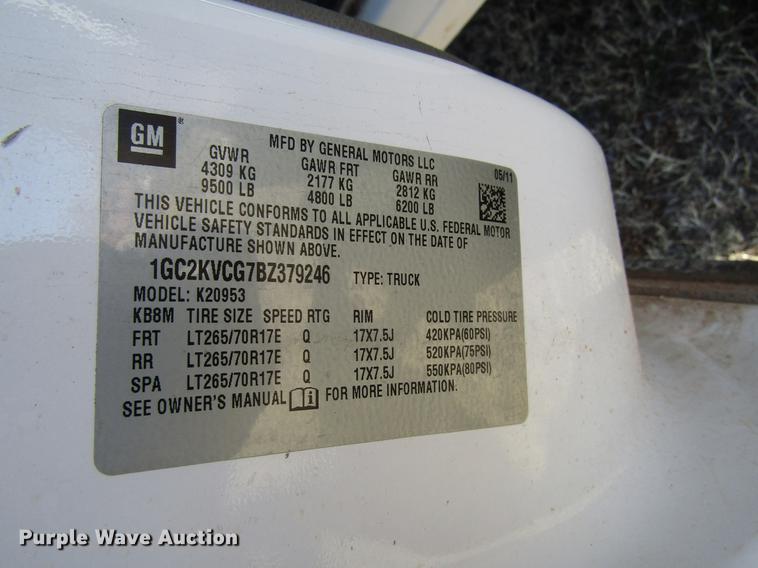 GM®
MFD BY GENERAL MOTORS LLC
05/11
GVWR GAWR FRT GAWR RR
4309 KG 2177 KG 2812 KG
9500 LB 4800 LB 6200 LB
THIS VEHICLE CONFORMS TO ALL APPLICABLE U.S. FEDERAL MOTOR
VEHICLE SAFETY STANDARDS IN EFFECT ON THE DATE OF
MANUFACTURE SHOWN ABOVE.
1GC2KVCG7BZ379246 TYPE: TRUCK
MODEL: K20953
KB8M TIRE SIZE SPEED RTG RIM COLD TIRE PRESSURE
FRT LT265/70R17E Q 17X7.5J 420KPA(60PSI)
RR LT265/70R17E Q 17X7.5J 520KPA(75PSI)
SPA LT265/70R17E Q 17X7.5J 550KPA(80PSI)
SEE OWNER'S MANUAL i FOR MORE INFORMATION.
Purple Wave Auction